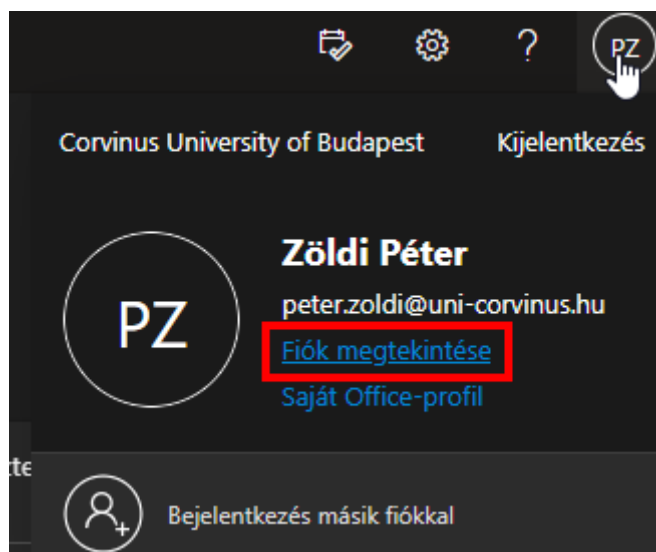 ?
PZ
Corvinus University of Budapest
Kijelentkezés
PZ
Zöldi Péter
peter.zoldi@uni-corvinus.hu
Fiók megtekintése
Saját Office-profil
tte
Bejelentkezés másik fiókkal